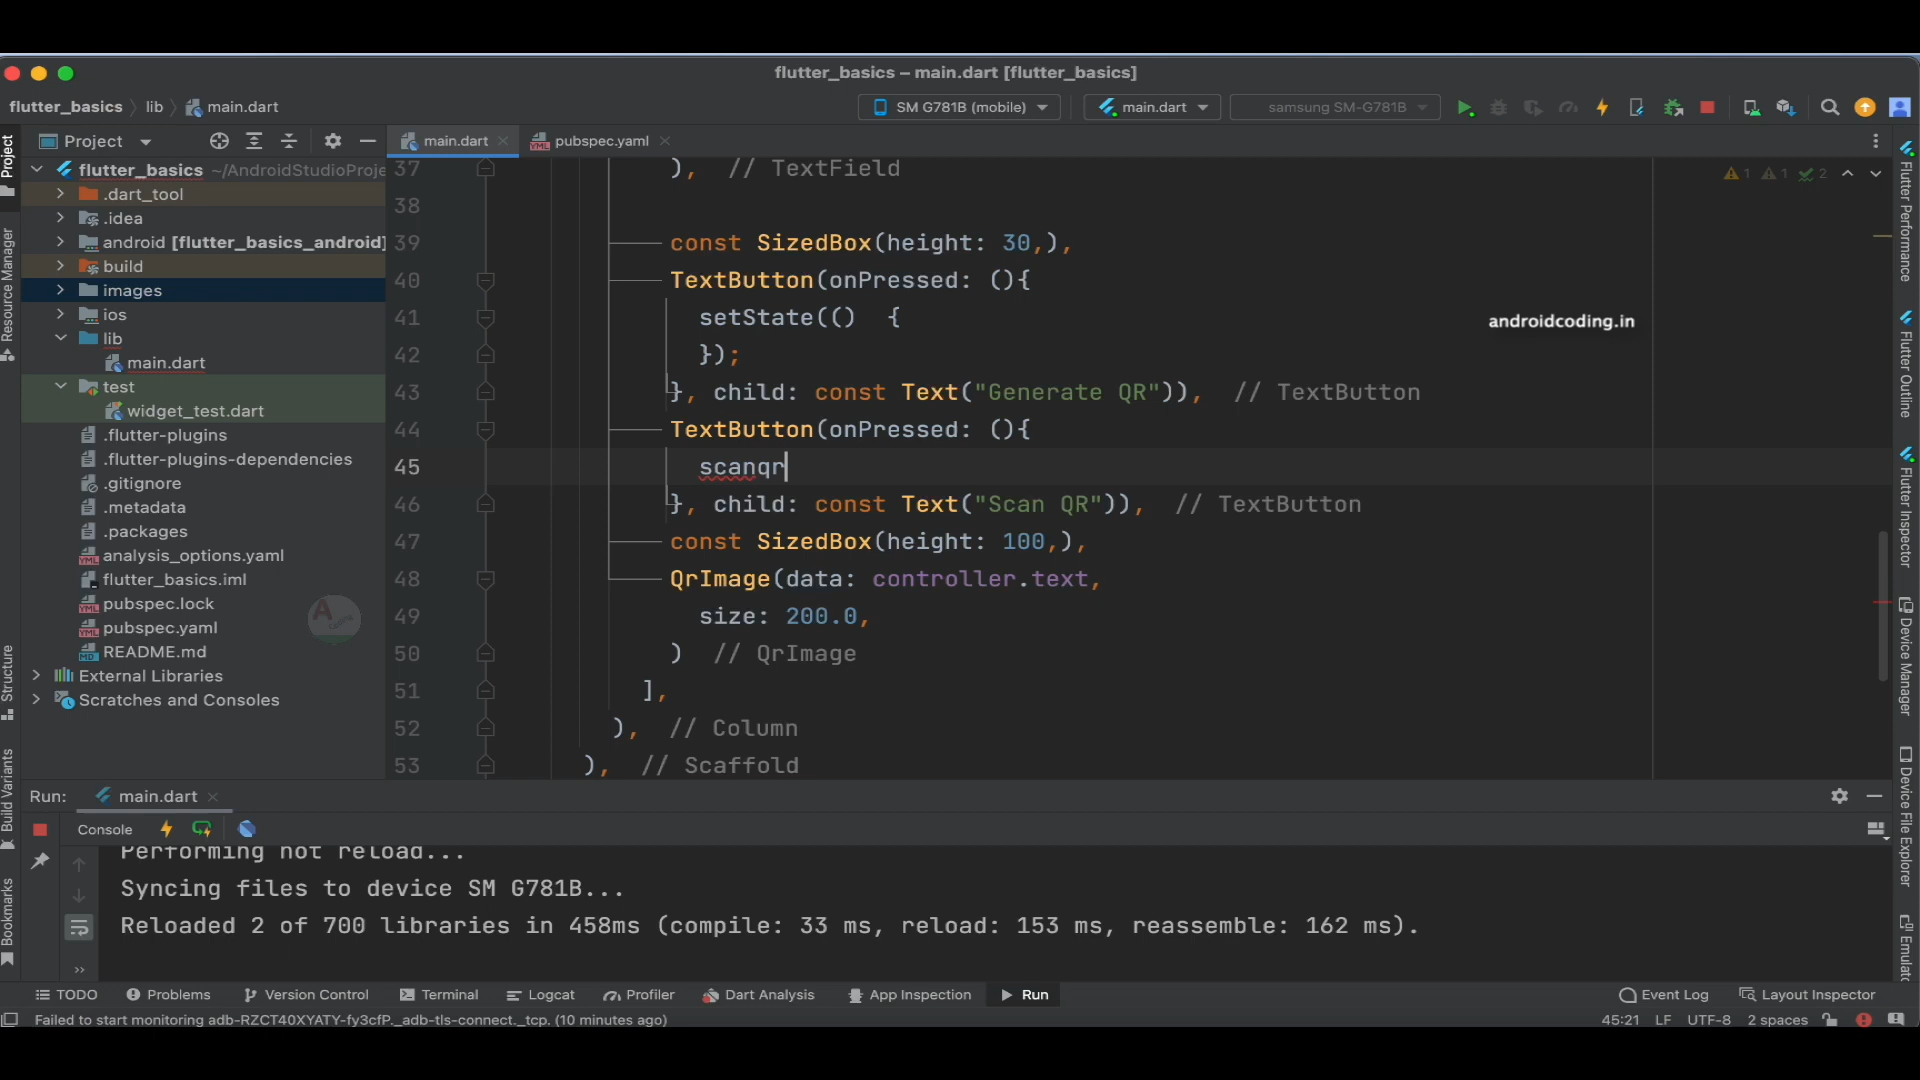 flutter_basics – main.dart [flutter_basics]
flutter_basics lib main.dart
SM G781B (mobile) main.dart samsung SM-G781B
Project
main.dart pubspec.yaml
flutter_basics ~/AndroidStudioProje
.dart_tool
.idea
android [flutter_basics_android]
build
images
ios
lib
main.dart
test
widget_test.dart
.flutter-plugins
.flutter-plugins-dependencies
.gitignore
.metadata
.packages
analysis_options.yaml
flutter_basics.iml
pubspec.lock
pubspec.yaml
README.md
External Libraries
Scratches and Consoles
Project
Resource Manager
Structure
Build Variants
Bookmarks
37 ), // TextField
38
39 const SizedBox(height: 30,),
40 TextButton(onPressed: (){
41 setState(() {
42 });
43 }, child: const Text("Generate QR")), // TextButton
44 TextButton(onPressed: (){
45 scanqr
46 }, child: const Text("Scan QR")), // TextButton
47 const SizedBox(height: 100,),
48 QrImage(data: controller.text,
49 size: 200.0,
50 ) // QrImage
51 ],
52 ), // Column
53 ), // Scaffold
1 1 2
androidcoding.in
Flutter Performance
Flutter Outline
Flutter Inspector
Device Manager
Device File Explorer
Emulato
Run: main.dart
Console
Performing hot reload...
Syncing files to device SM G781B...
Reloaded 2 of 700 libraries in 458ms (compile: 33 ms, reload: 153 ms, reassemble: 162 ms).
TODO Problems Version Control Terminal Logcat Profiler Dart Analysis App Inspection Run Event Log Layout Inspector
Failed to start monitoring adb-RZCT40XYATY-fy3cfP._adb-tls-connect._tcp. (10 minutes ago) 45:21 LF UTF-8 2 spaces